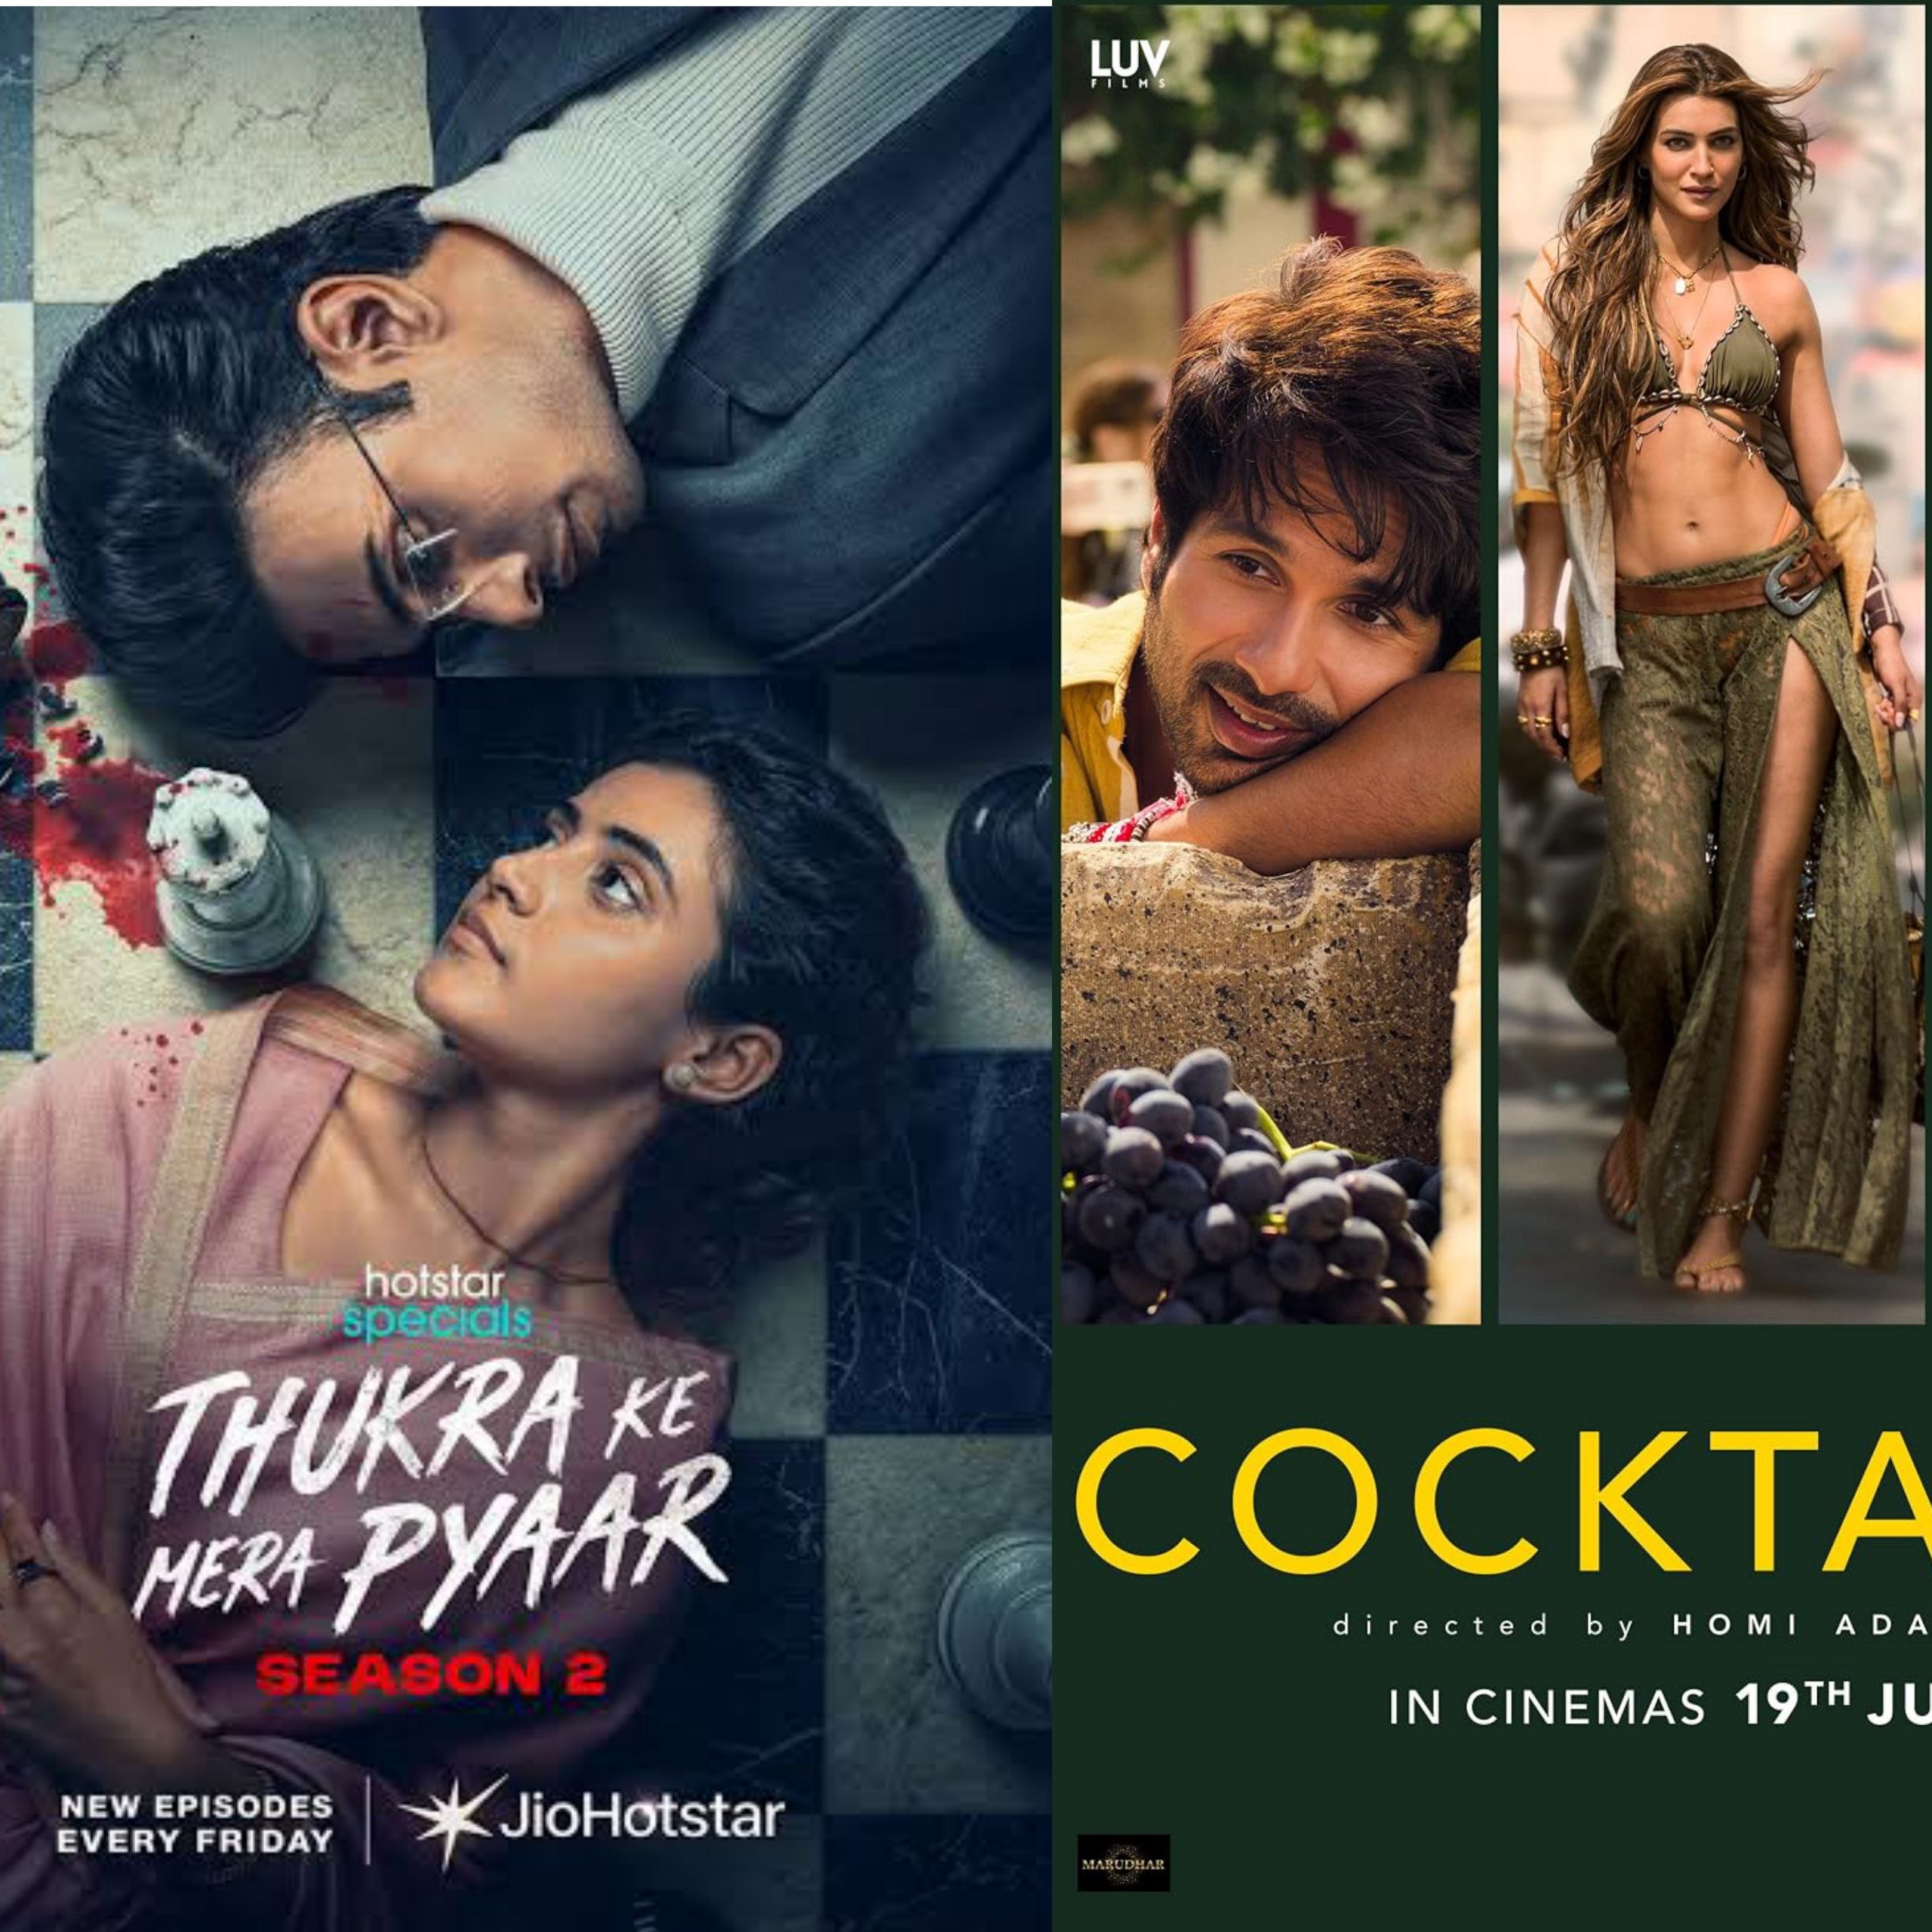 hotstar
specials
THUKRA KE
MERA PYAAR
SEASON 2
NEW EPISODES
EVERY FRIDAY
JioHotstar
LUV
FILMS
COCKTA
directed by HOMI ADA
IN CINEMAS 19TH JU
MARUDHAR